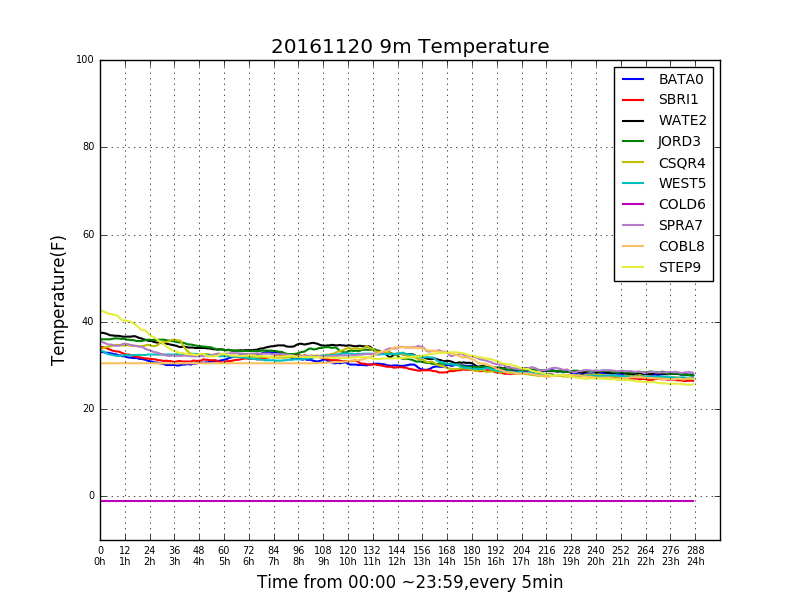 20161120 9m Temperature
100
80
60
40
20
0
Temperature(F)
BATA0
SBRI1
WATE2
JORD3
CSQR4
WEST5
COLD6
SPRA7
COBL8
STEP9
0 12 24 36 48 60 72 84 96 108 120 132 144 156 168 180 192 204 216 228 240 252 264 276 288
0h 1h 2h 3h 4h 5h 6h 7h 8h 9h 10h 11h 12h 13h 14h 15h 16h 17h 18h 19h 20h 21h 22h 23h 24h
Time from 00:00 ~23:59,every 5min